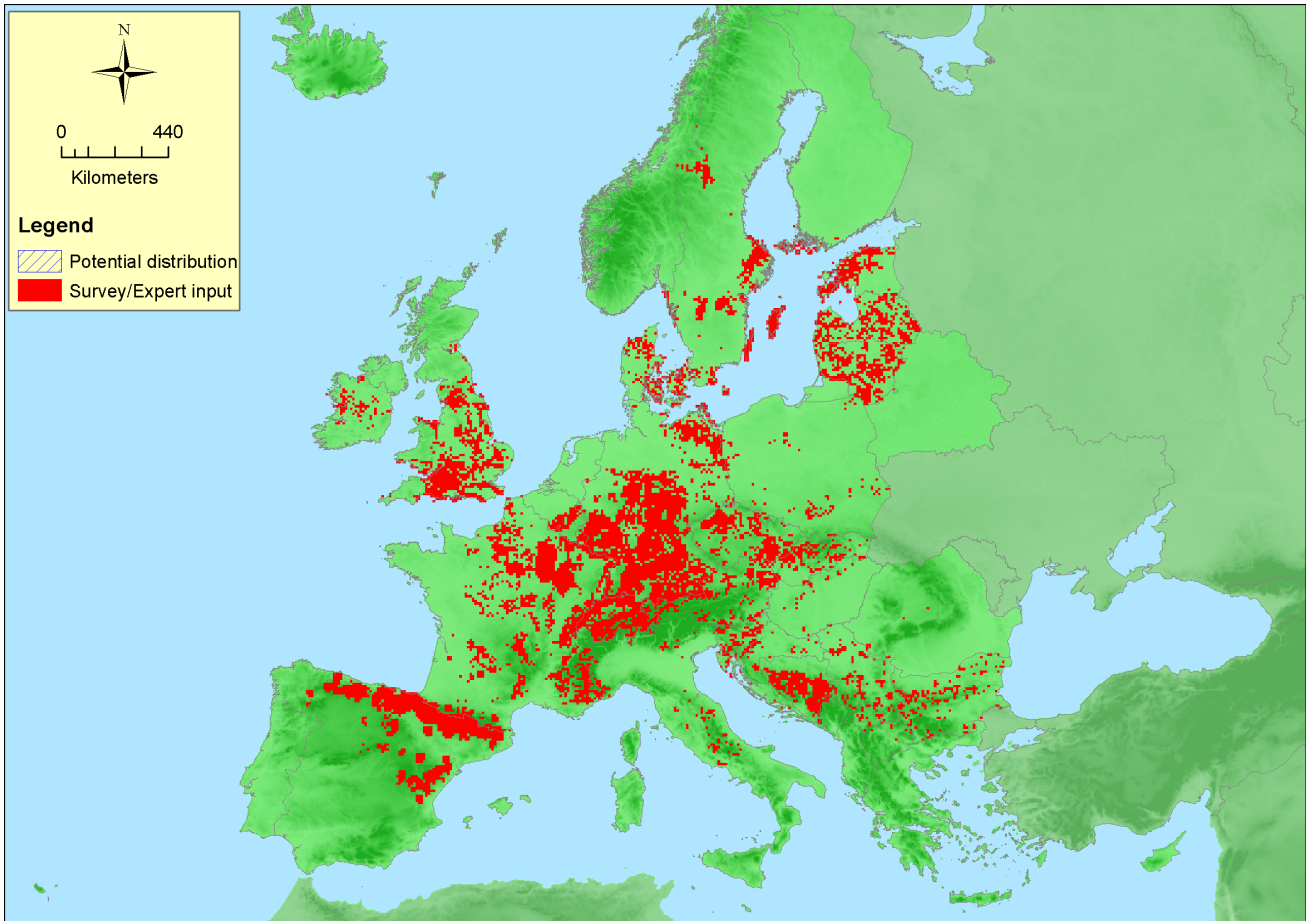 N
0 440
Kilometers
Legend
Potential distribution
Survey/Expert input